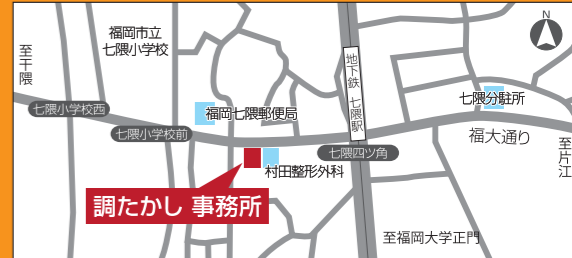 N
福岡市立
七隈小学校
至干隈
地下鉄 七隈駅
七隈小学校西
福岡七隈郵便局
七隈分駐所
七隈小学校前
福大通り
七隈四ツ角
至片江
村田整形外科
調たかし 事務所
至福岡大学正門